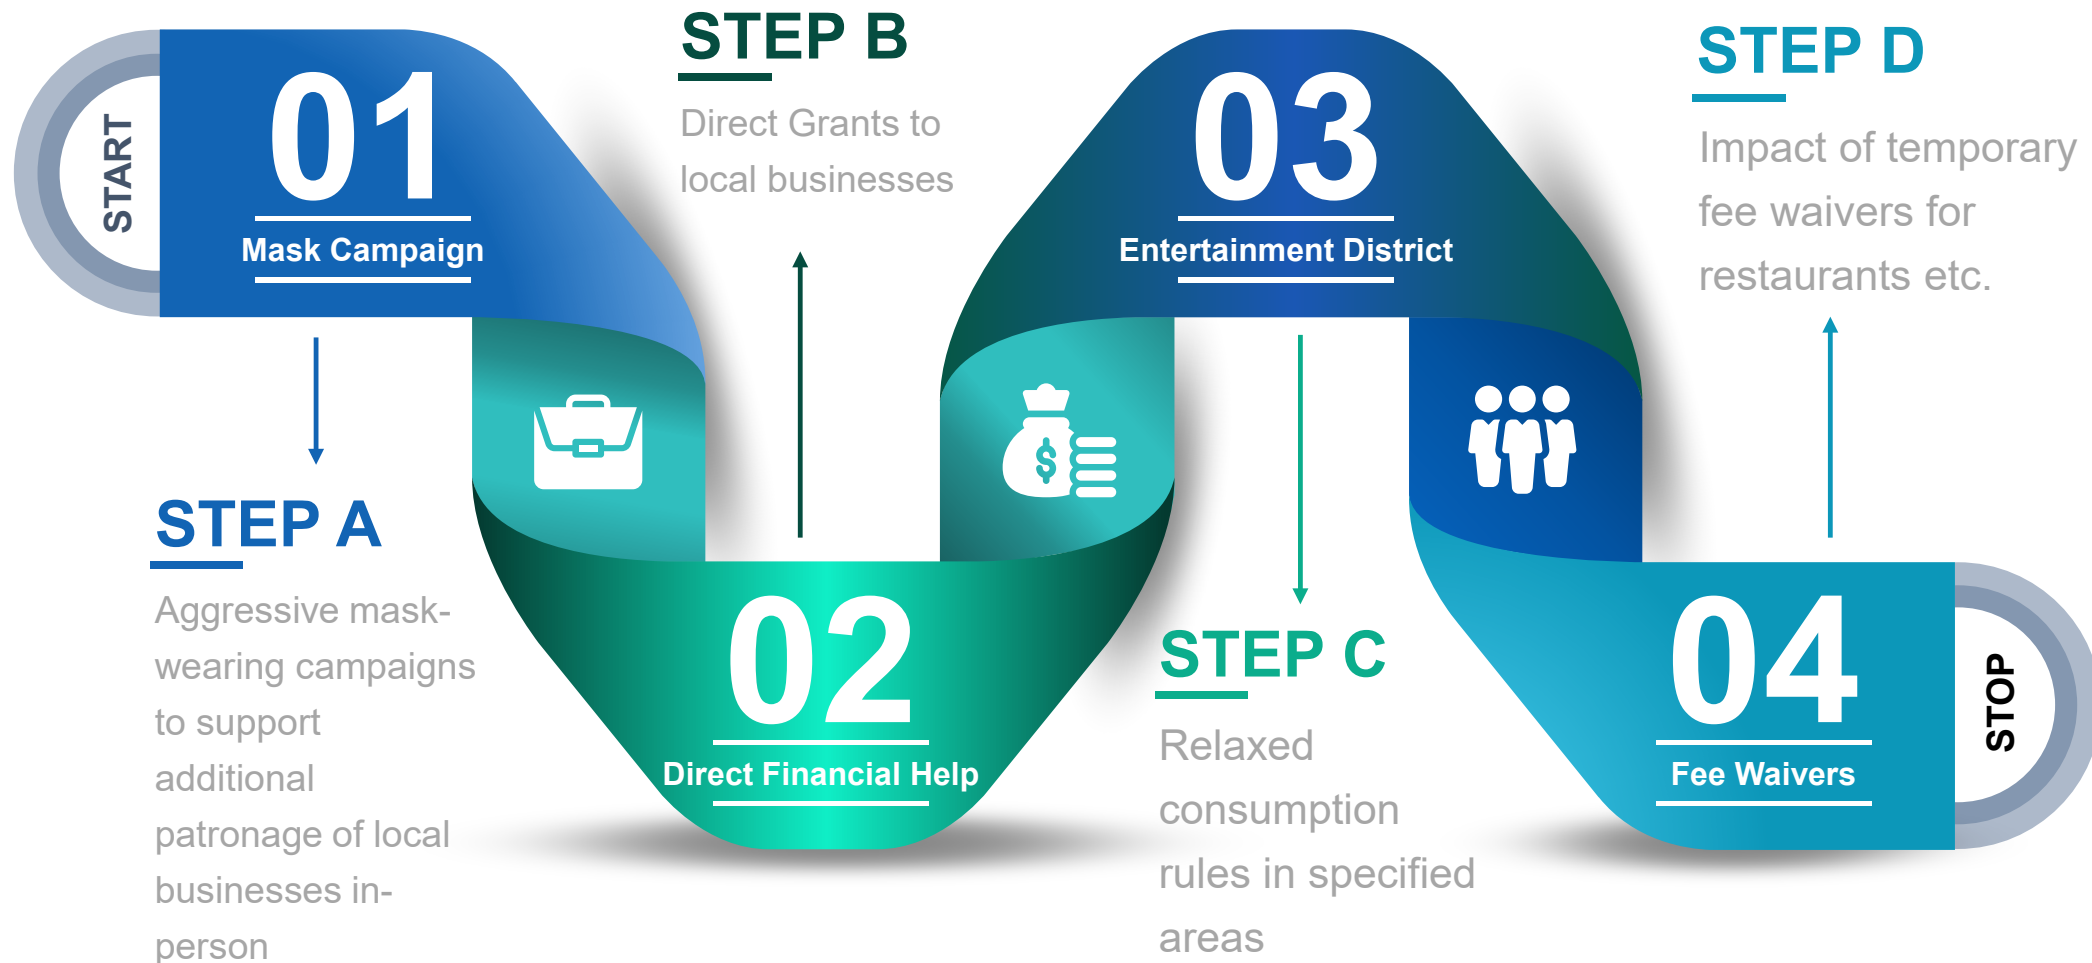 START
01
Mask Campaign
STEP A
Aggressive mask-
wearing campaigns
to support
additional
patronage of local
businesses in-
person
STEP B
Direct Grants to
local businesses
$
02
Direct Financial Help
03
Entertainment District
STEP C
Relaxed
consumption
rules in specified
areas
STEP D
Impact of temporary
fee waivers for
restaurants etc.
04
Fee Waivers
STOP